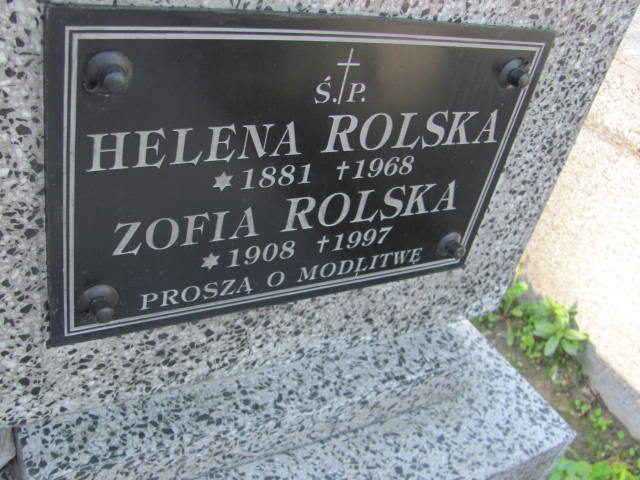 Ś.P.
HELENA ROLSKA
*1881 †1968
ZOFIA ROLSKA
*1908 †1997
PROSZĄ O MODLITWĘ